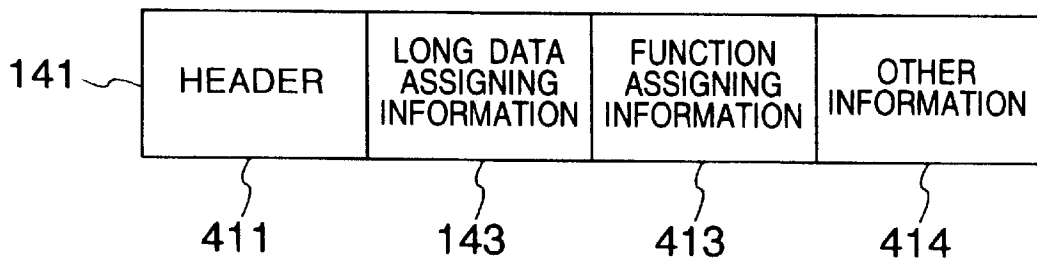 141
HEADER
LONG DATA
ASSIGNING
INFORMATION
FUNCTION
ASSIGNING
INFORMATION
OTHER
INFORMATION
411
143
413
414